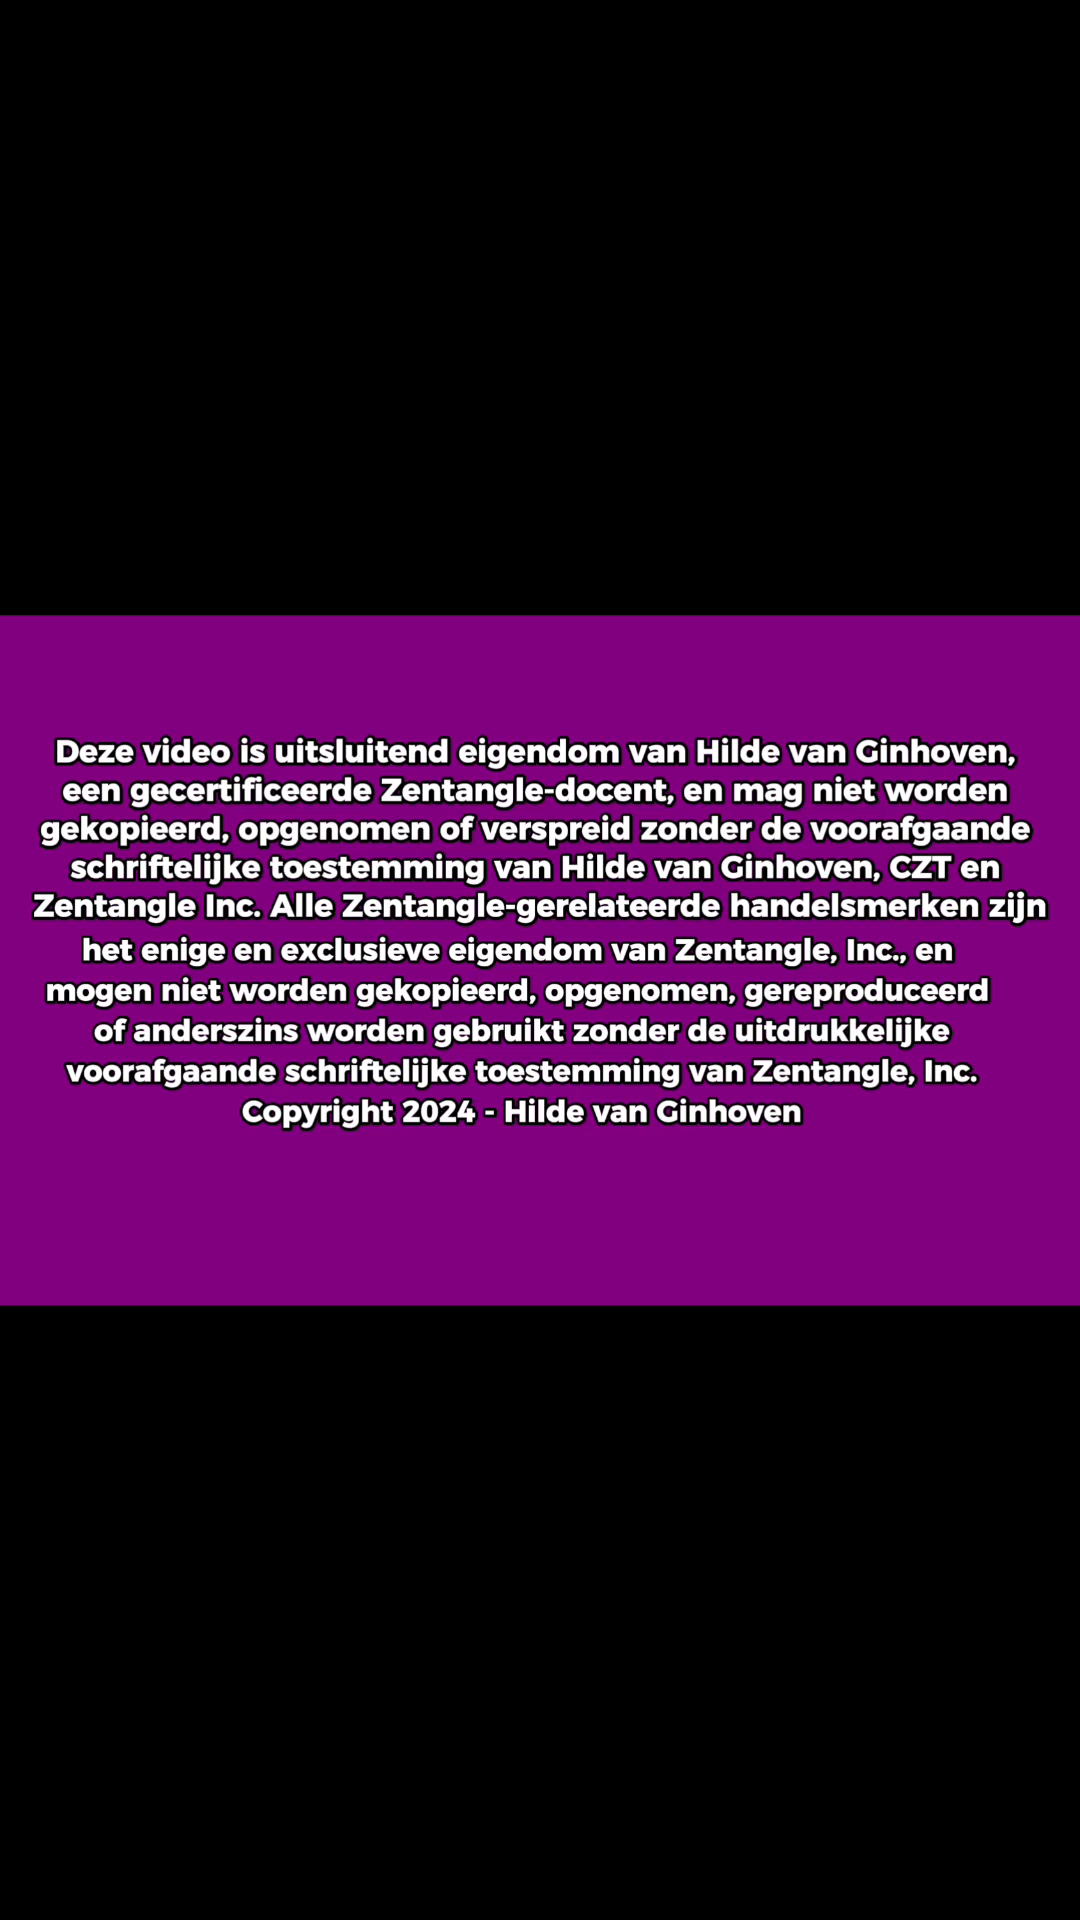 Deze video is uitsluitend eigendom van Hilde van Ginhoven,
een gecertificeerde Zentangle-docent, en mag niet worden
gekopieerd, opgenomen of verspreid zonder de voorafgaande
schriftelijke toestemming van Hilde van Ginhoven, CZT en
Zentangle Inc. Alle Zentangle-gerelateerde handelsmerken zijn
het enige en exclusieve eigendom van Zentangle, Inc., en
mogen niet worden gekopieerd, opgenomen, gereproduceerd
of anderszins worden gebruikt zonder de uitdrukkelijke
voorafgaande schriftelijke toestemming van Zentangle, Inc.
Copyright 2024 - Hilde van Ginhoven